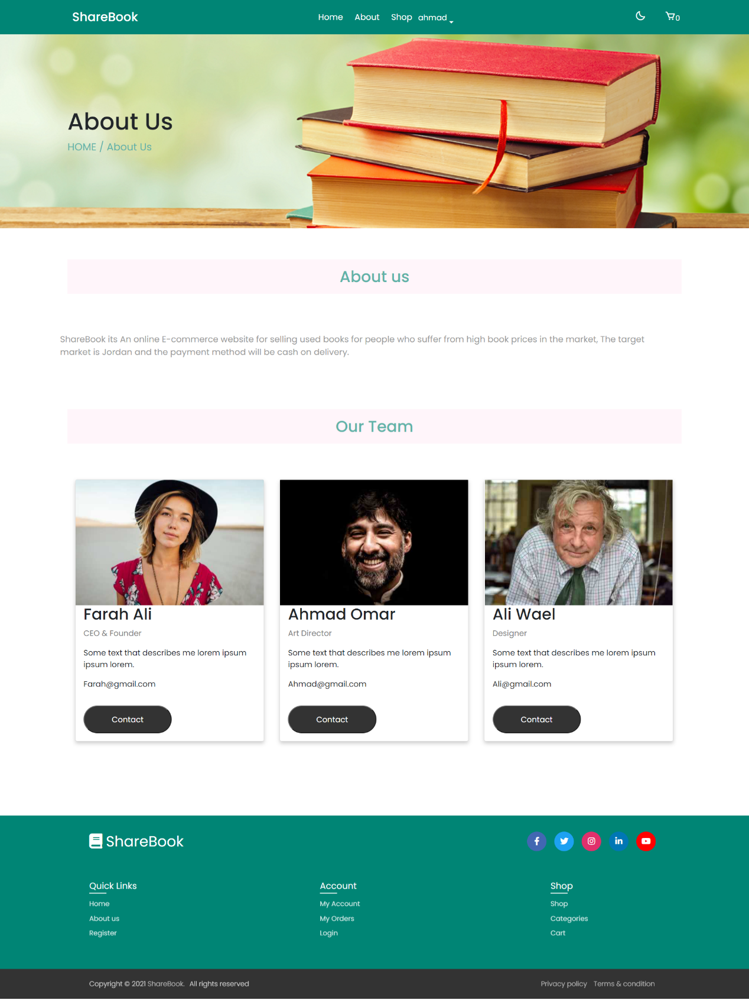 ShareBook
Home About Shop ahmad
0
About Us
HOME / About Us
About us
ShareBook its An online E-commerce website for selling used books for people who suffer from high book prices in the market, The target
market is Jordan and the payment method will be cash on delivery.
Our Team
Farah Ali
CEO & Founder
Some text that describes me lorem ipsum
ipsum lorem.
Farah@gmail.com
Contact
Ahmad Omar
Art Director
Some text that describes me lorem ipsum
ipsum lorem.
Ahmad@gmail.com
Contact
Ali Wael
Designer
Some text that describes me lorem ipsum
ipsum lorem.
Ali@gmail.com
Contact
ShareBook
Quick Links
Home
About us
Register
Account
My Account
My Orders
Login
Shop
Shop
Categories
Cart
Copyright © 2021 ShareBook. All rights reserved
Privacy policy Terms & condition